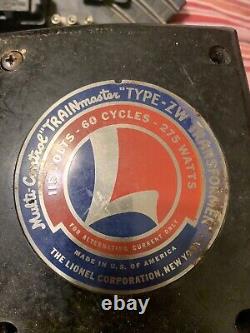 Multi-Control "TRAINmaster" TYPE-ZW TRANSFORMER
115 VOLTS - 60 CYCLES - 275 WATTS
L
FOR ALTERNATING CURRENT ONLY
MADE IN U.S. OF AMERICA
THE LIONEL CORPORATION, NEW YORK